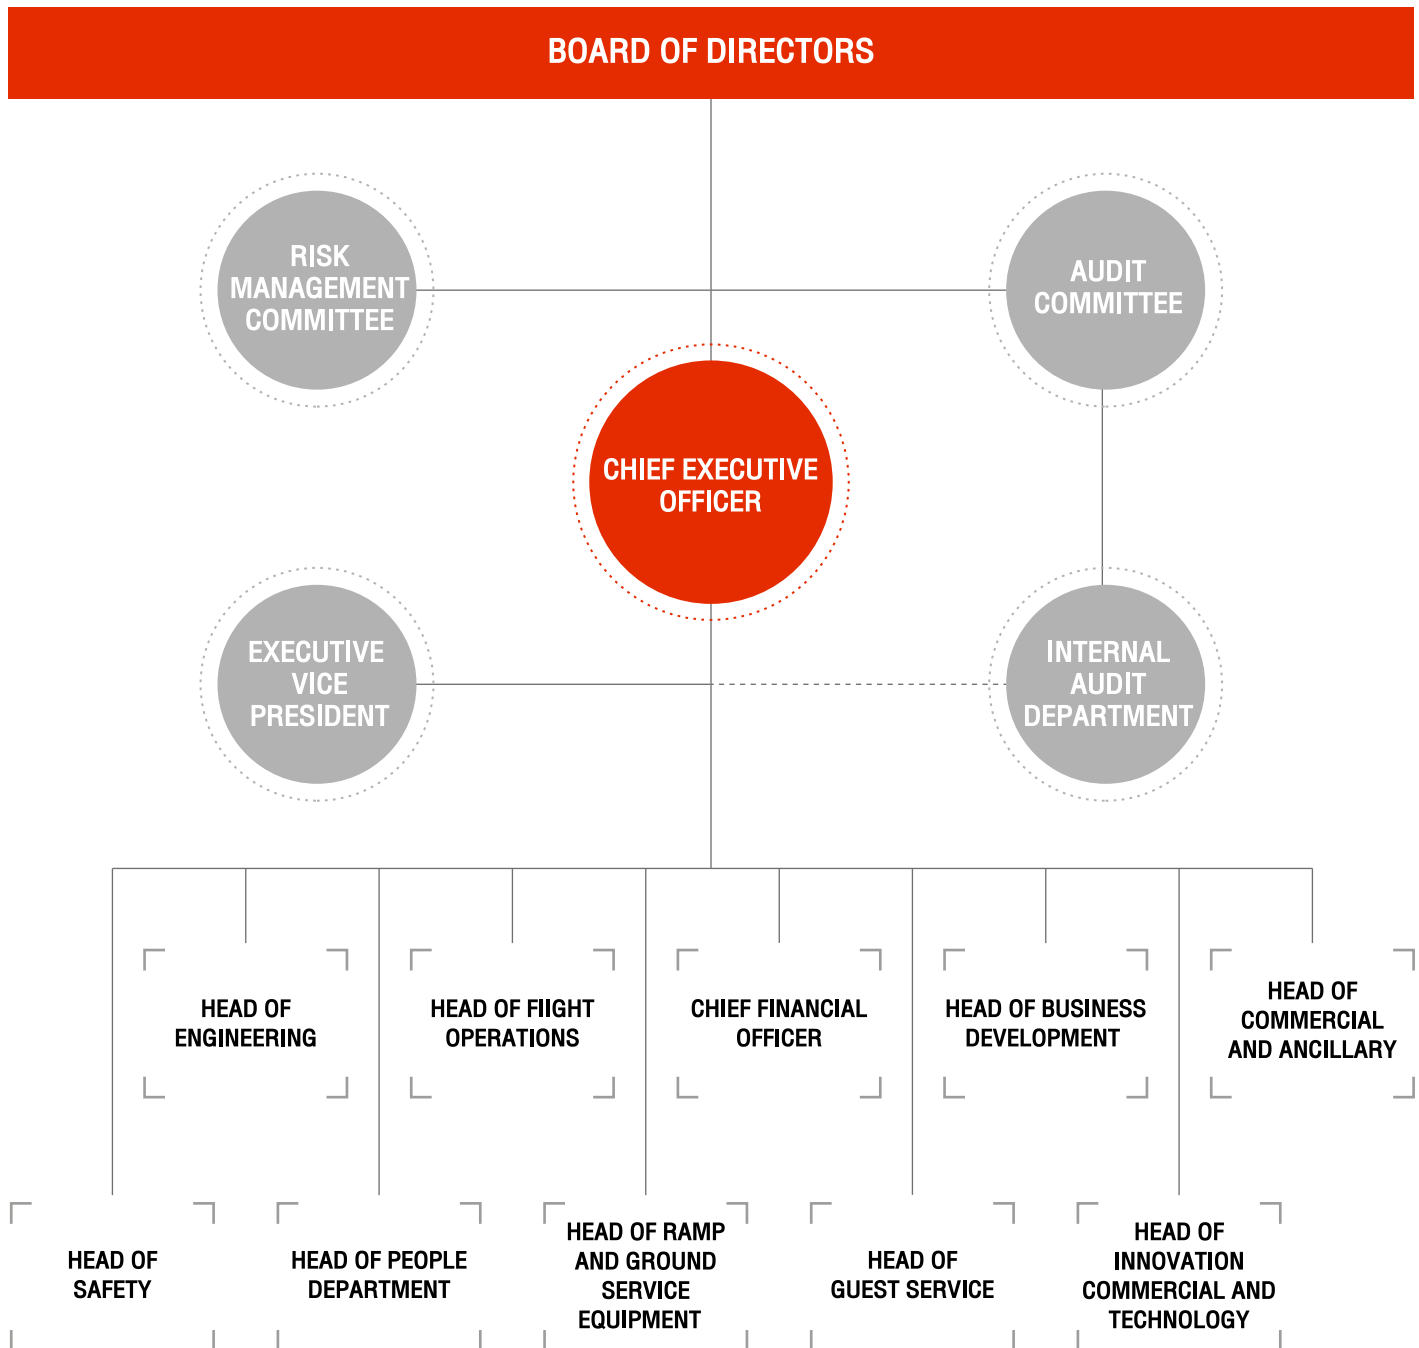 BOARD OF DIRECTORS
RISK
MANAGEMENT
COMMITTEE
AUDIT
COMMITTEE
CHIEF EXECUTIVE
OFFICER
EXECUTIVE
VICE
PRESIDENT
INTERNAL
AUDIT
DEPARTMENT
HEAD OF
ENGINEERING
HEAD OF FIIGHT
OPERATIONS
CHIEF FINANCIAL
OFFICER
HEAD OF BUSINESS
DEVELOPMENT
HEAD OF
COMMERCIAL
AND ANCILLARY
HEAD OF
SAFETY
HEAD OF PEOPLE
DEPARTMENT
HEAD OF RAMP
AND GROUND
SERVICE
EQUIPMENT
HEAD OF
GUEST SERVICE
HEAD OF
INNOVATION
COMMERCIAL AND
TECHNOLOGY